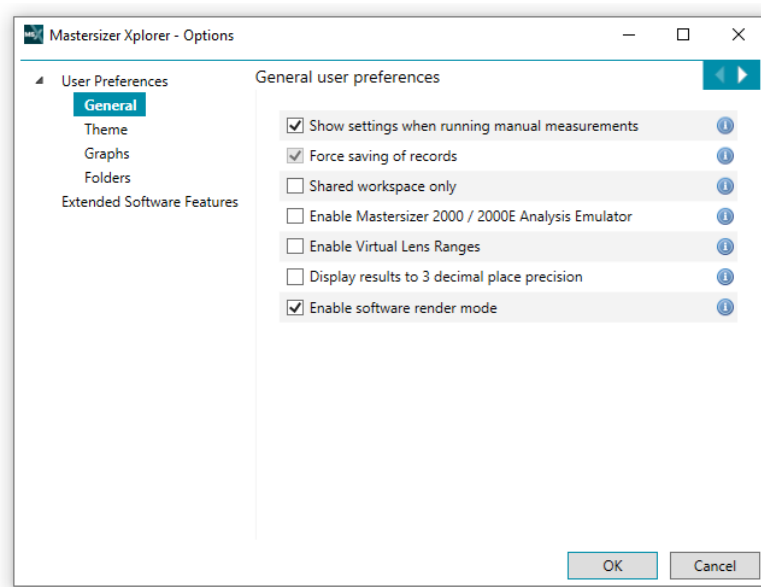 MSX Mastersizer Xplorer - Options
User Preferences
General
Theme
Graphs
Folders
Extended Software Features
General user preferences
Show settings when running manual measurements
Force saving of records
Shared workspace only
Enable Mastersizer 2000 / 2000E Analysis Emulator
Enable Virtual Lens Ranges
Display results to 3 decimal place precision
Enable software render mode
OK Cancel